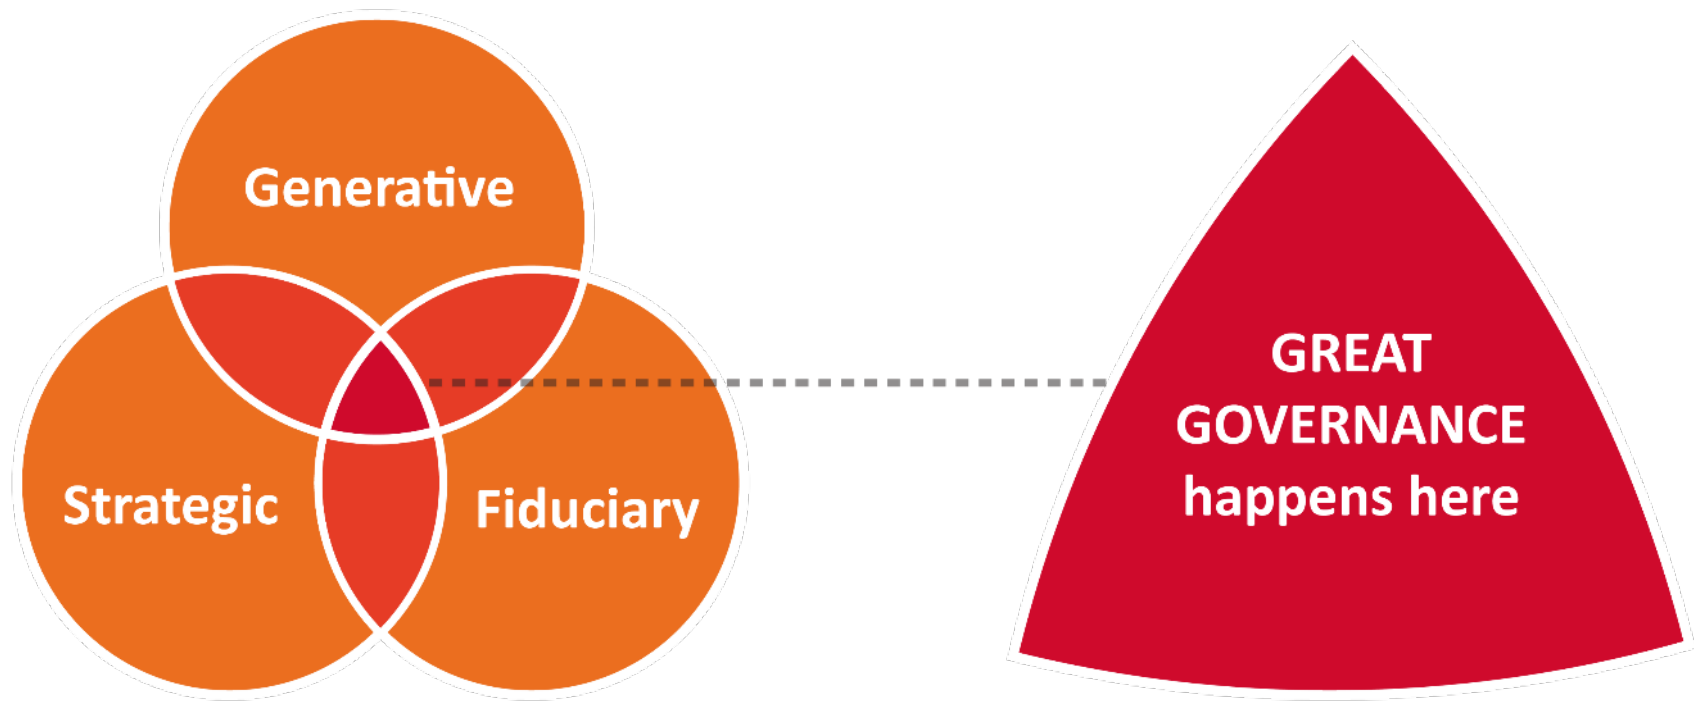 Generative
Strategic
Fiduciary
GREAT
GOVERNANCE
happens here